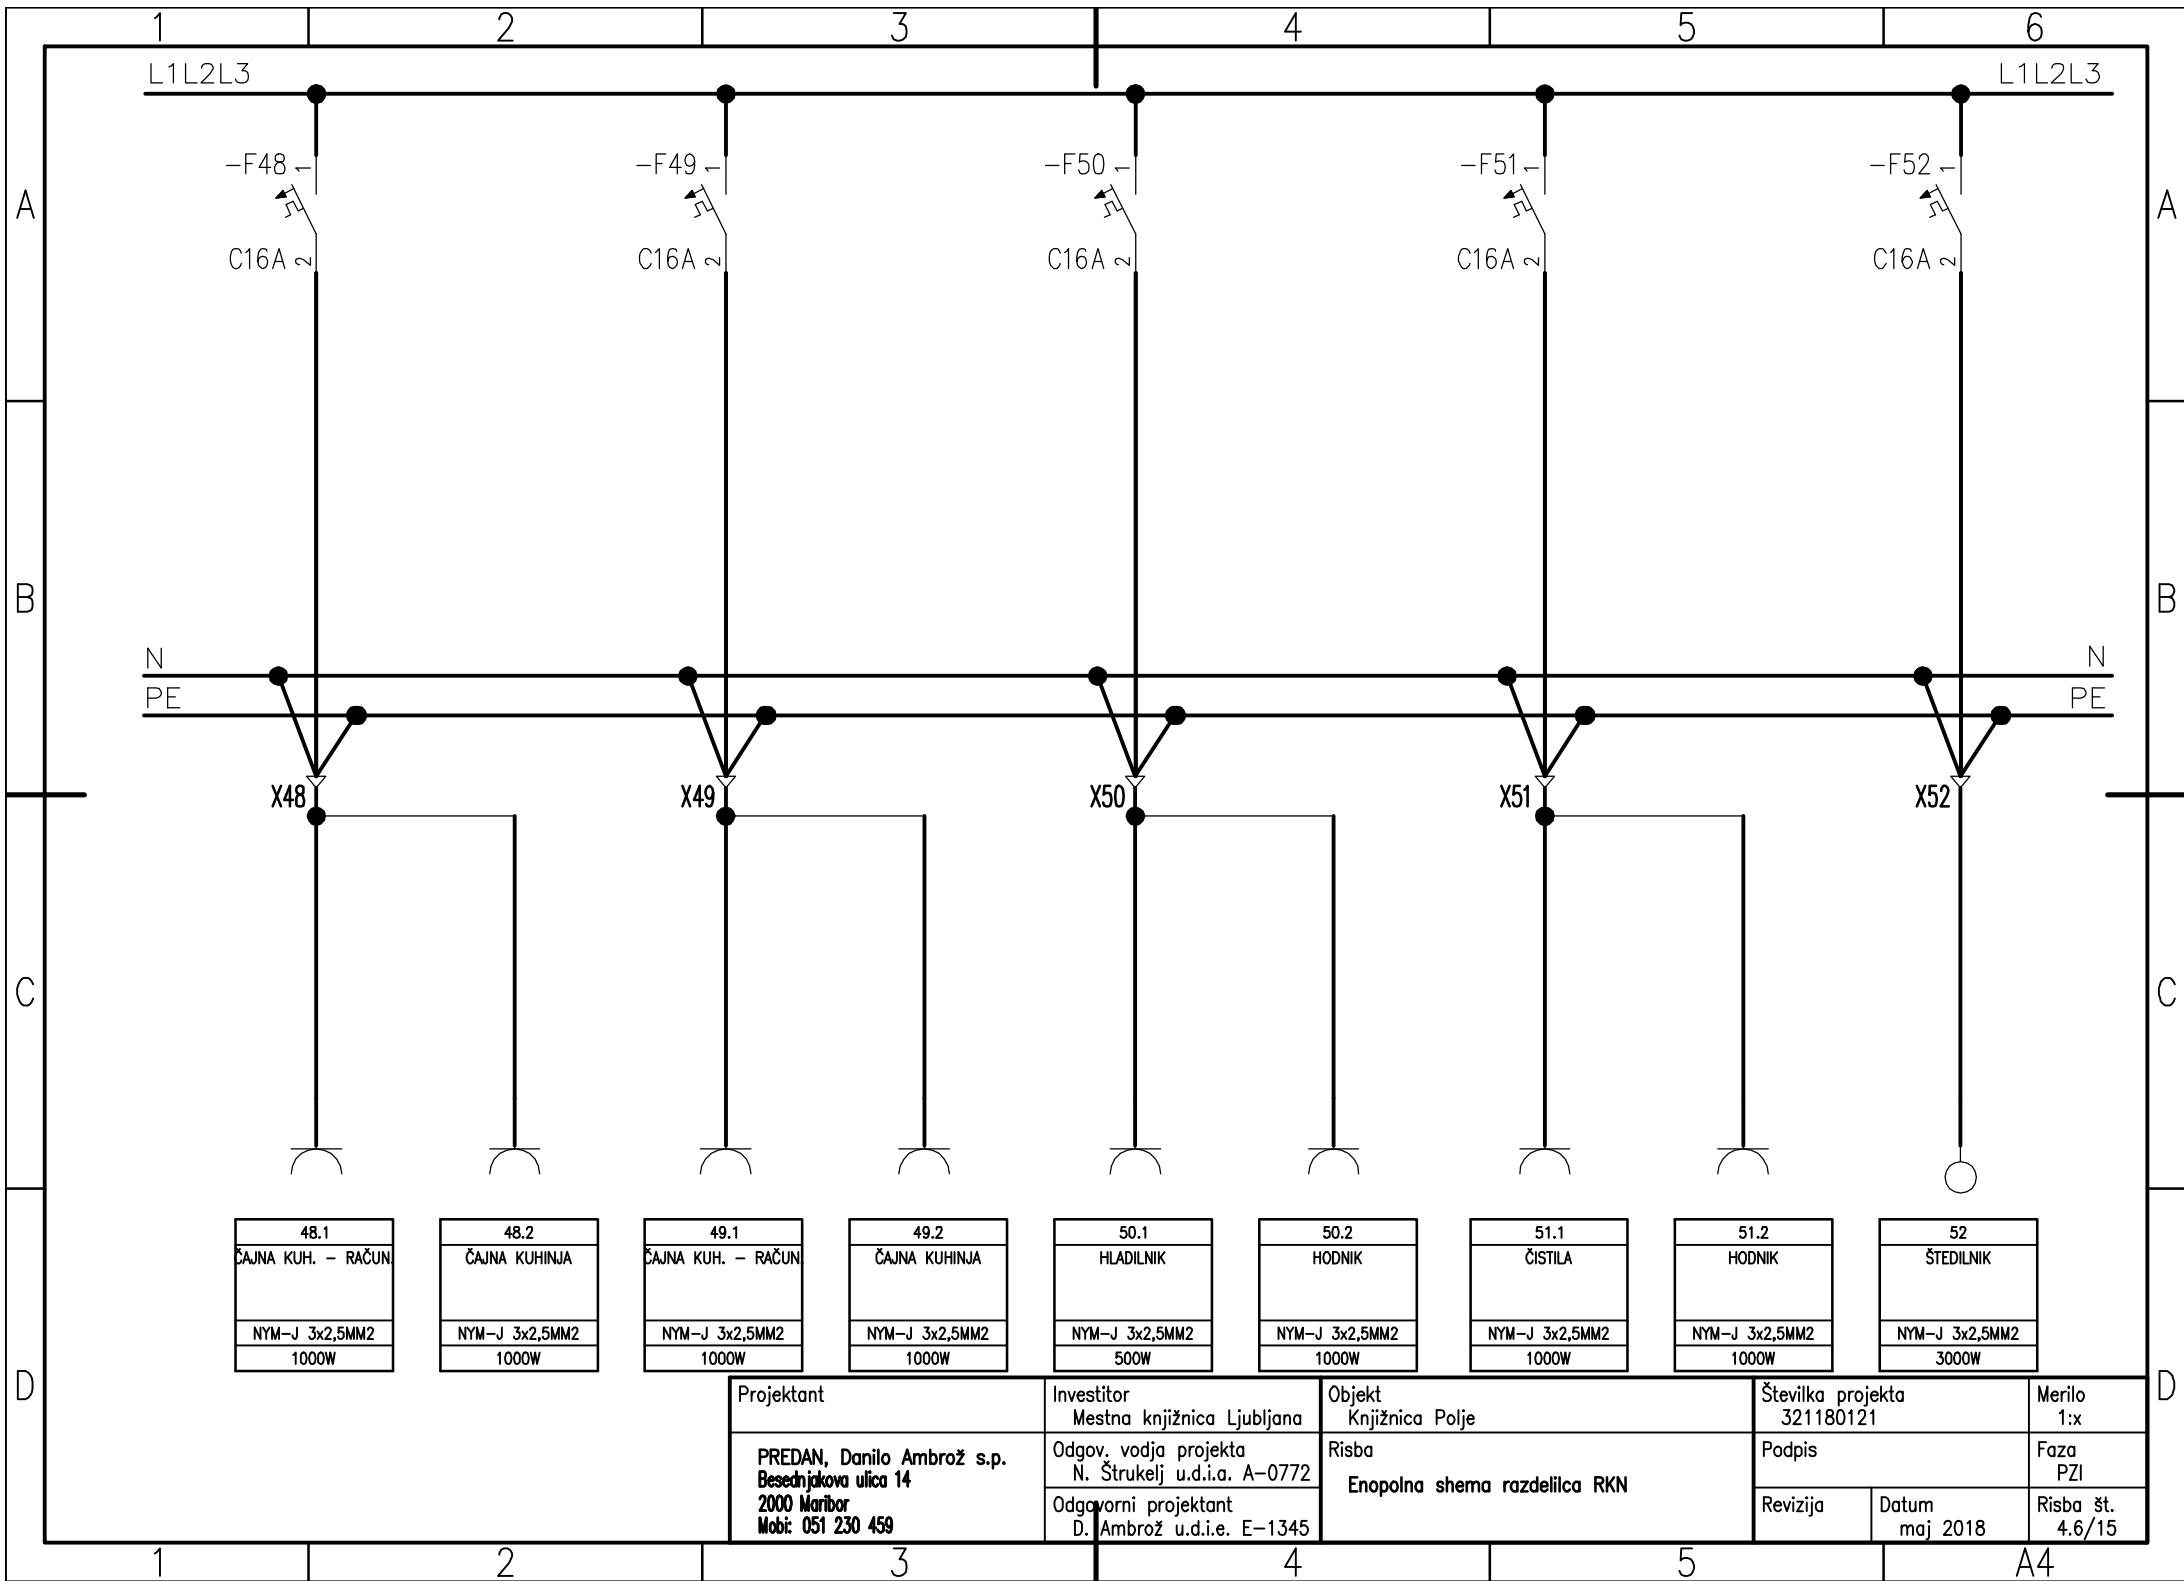 1 2 3 4 5 6
L1L2L3 L1L2L3
-F48 1 -F49 1 -F50 1 -F51 1 -F52 1
A A
C16A 2 C16A 2 C16A 2 C16A 2 C16A 2
B B
N N
PE PE
X48 X49 X50 X51 X52
C C
48.1 48.2 49.1 49.2 50.1 50.2 51.1 51.2 52
ČAJNA KUH. - RAČUN. ČAJNA KUHINJA ČAJNA KUH. - RAČUN. ČAJNA KUHINJA HLADILNIK HODNIK ČISTILA HODNIK ŠTEDILNIK
NYM-J 3x2,5MM2 NYM-J 3x2,5MM2 NYM-J 3x2,5MM2 NYM-J 3x2,5MM2 NYM-J 3x2,5MM2 NYM-J 3x2,5MM2 NYM-J 3x2,5MM2 NYM-J 3x2,5MM2 NYM-J 3x2,5MM2
1000W 1000W 1000W 1000W 500W 1000W 1000W 1000W 3000W
D D
Projektant
PREDAN, Danilo Ambrož s.p.
Besednjakova ulica 14
2000 Maribor
Mobi: 051 230 459
Investitor
Mestna knjižnica Ljubljana
Odgov. vodja projekta
N. Štrukelj u.d.i.a. A-0772
Odgovorni projektant
D. Ambrož u.d.i.e. E-1345
Objekt
Knjižnica Polje
Risba
Enopolna shema razdelilca RKN
Številka projekta
321180121
Merilo
1:x
Podpis
Faza
PZI
Revizija
Datum
maj 2018
Risba št.
4.6/15
1 2 3 4 5 A4